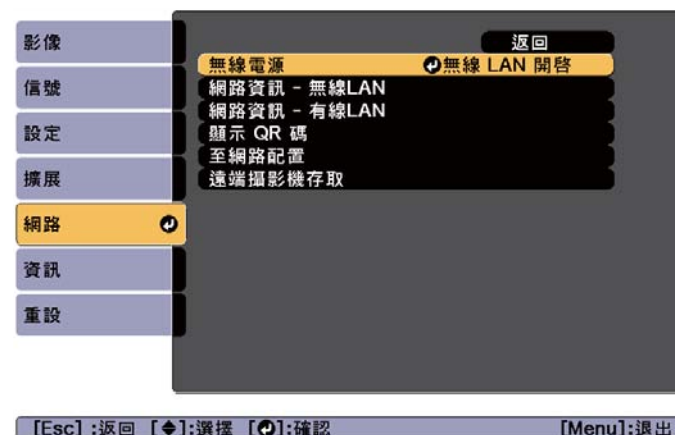 影像
信號
設定
擴展
網路
資訊
重設
返回
無線電源 無線 LAN 開啓
網路資訊 - 無線LAN
網路資訊 - 有線LAN
顯示 QR 碼
至網路配置
遠端攝影機存取
[Esc] :返回 [◆]:選擇 [↵]:確認 [Menu]:退出